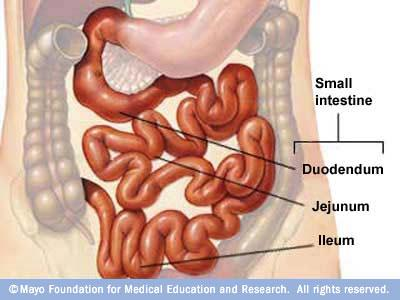 Small
intestine
Duodendum
Jejunum
Ileum
©Mayo Foundation for Medical Education and Research. All rights reserved.